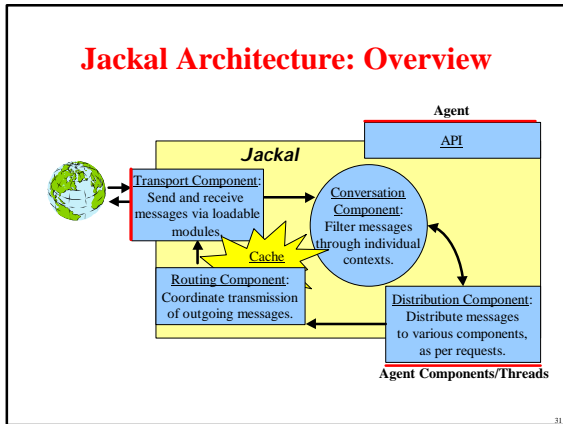 Jackal Architecture: Overview
Agent
API
Jackal
Transport Component:
Send and receive
messages via loadable
modules.
Conversation
Component:
Filter messages
through individual
contexts.
Cache
Routing Component:
Coordinate transmission
of outgoing messages.
Distribution Component:
Distribute messages
to various components,
as per requests.
Agent Components/Threads
31